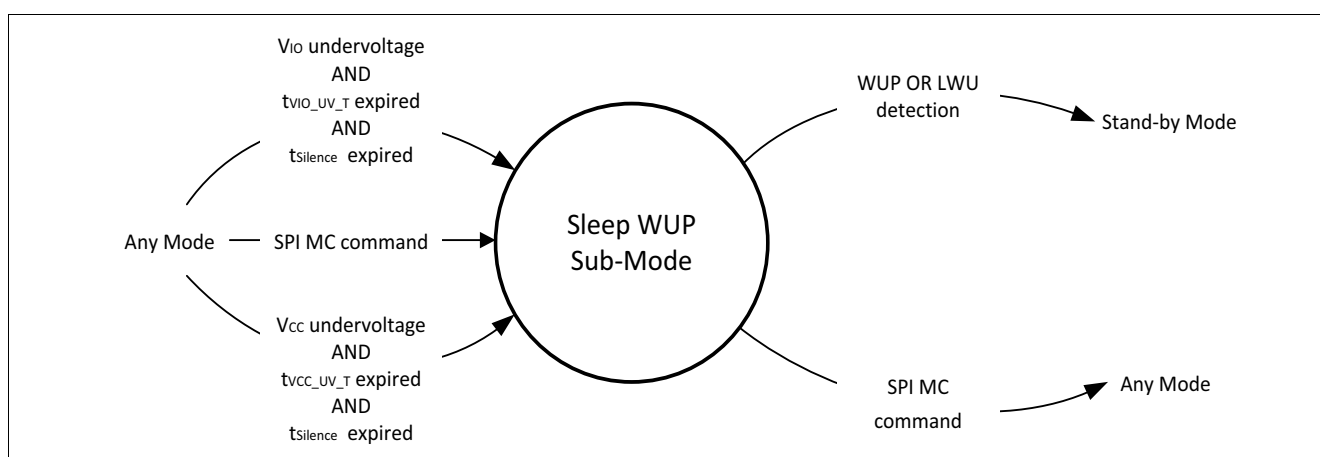 VIO undervoltage
AND
tVIO_UV_T expired
AND
tSilence expired
Any Mode
SPI MC command
VCC undervoltage
AND
tVCC_UV_T expired
AND
tSilence expired
Sleep WUP
Sub-Mode
WUP OR LWU
detection
Stand-by Mode
SPI MC
command
Any Mode